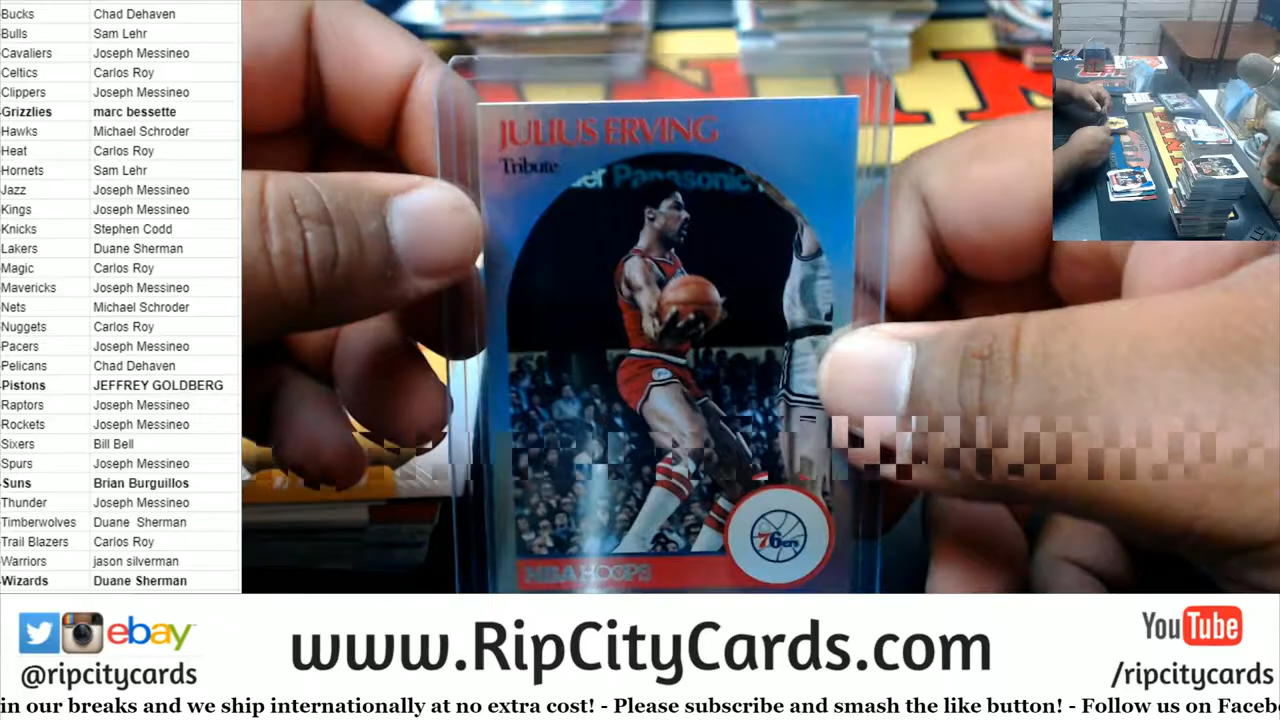 Bucks Chad Dehaven
Bulls Sam Lehr
Cavaliers Joseph Messineo
Celtics Carlos Roy
Clippers Joseph Messineo
Grizzlies marc bessette
Hawks Michael Schroder
Heat Carlos Roy
Hornets Sam Lehr
Jazz Joseph Messineo
Kings Joseph Messineo
Knicks Stephen Codd
Lakers Duane Sherman
Magic Carlos Roy
Mavericks Joseph Messineo
Nets Michael Schroder
Nuggets Carlos Roy
Pacers Joseph Messineo
Pelicans Chad Dehaven
Pistons JEFFREY GOLDBERG
Raptors Joseph Messineo
Rockets Joseph Messineo
Sixers Bill Bell
Spurs Joseph Messineo
Suns Brian Burguillos
Thunder Joseph Messineo
Timberwolves Duane Sherman
Trail Blazers Carlos Roy
Warriors jason silverman
Wizards Duane Sherman
JULIUS ERVING
Tribute
er Panasonic
76ers
NBA HOOPS
ebay
@ripcitycards
www.RipCityCards.com
YouTube
/ripcitycards
in our breaks and we ship internationally at no extra cost! - Please subscribe and smash the like button! - Follow us on Facebo